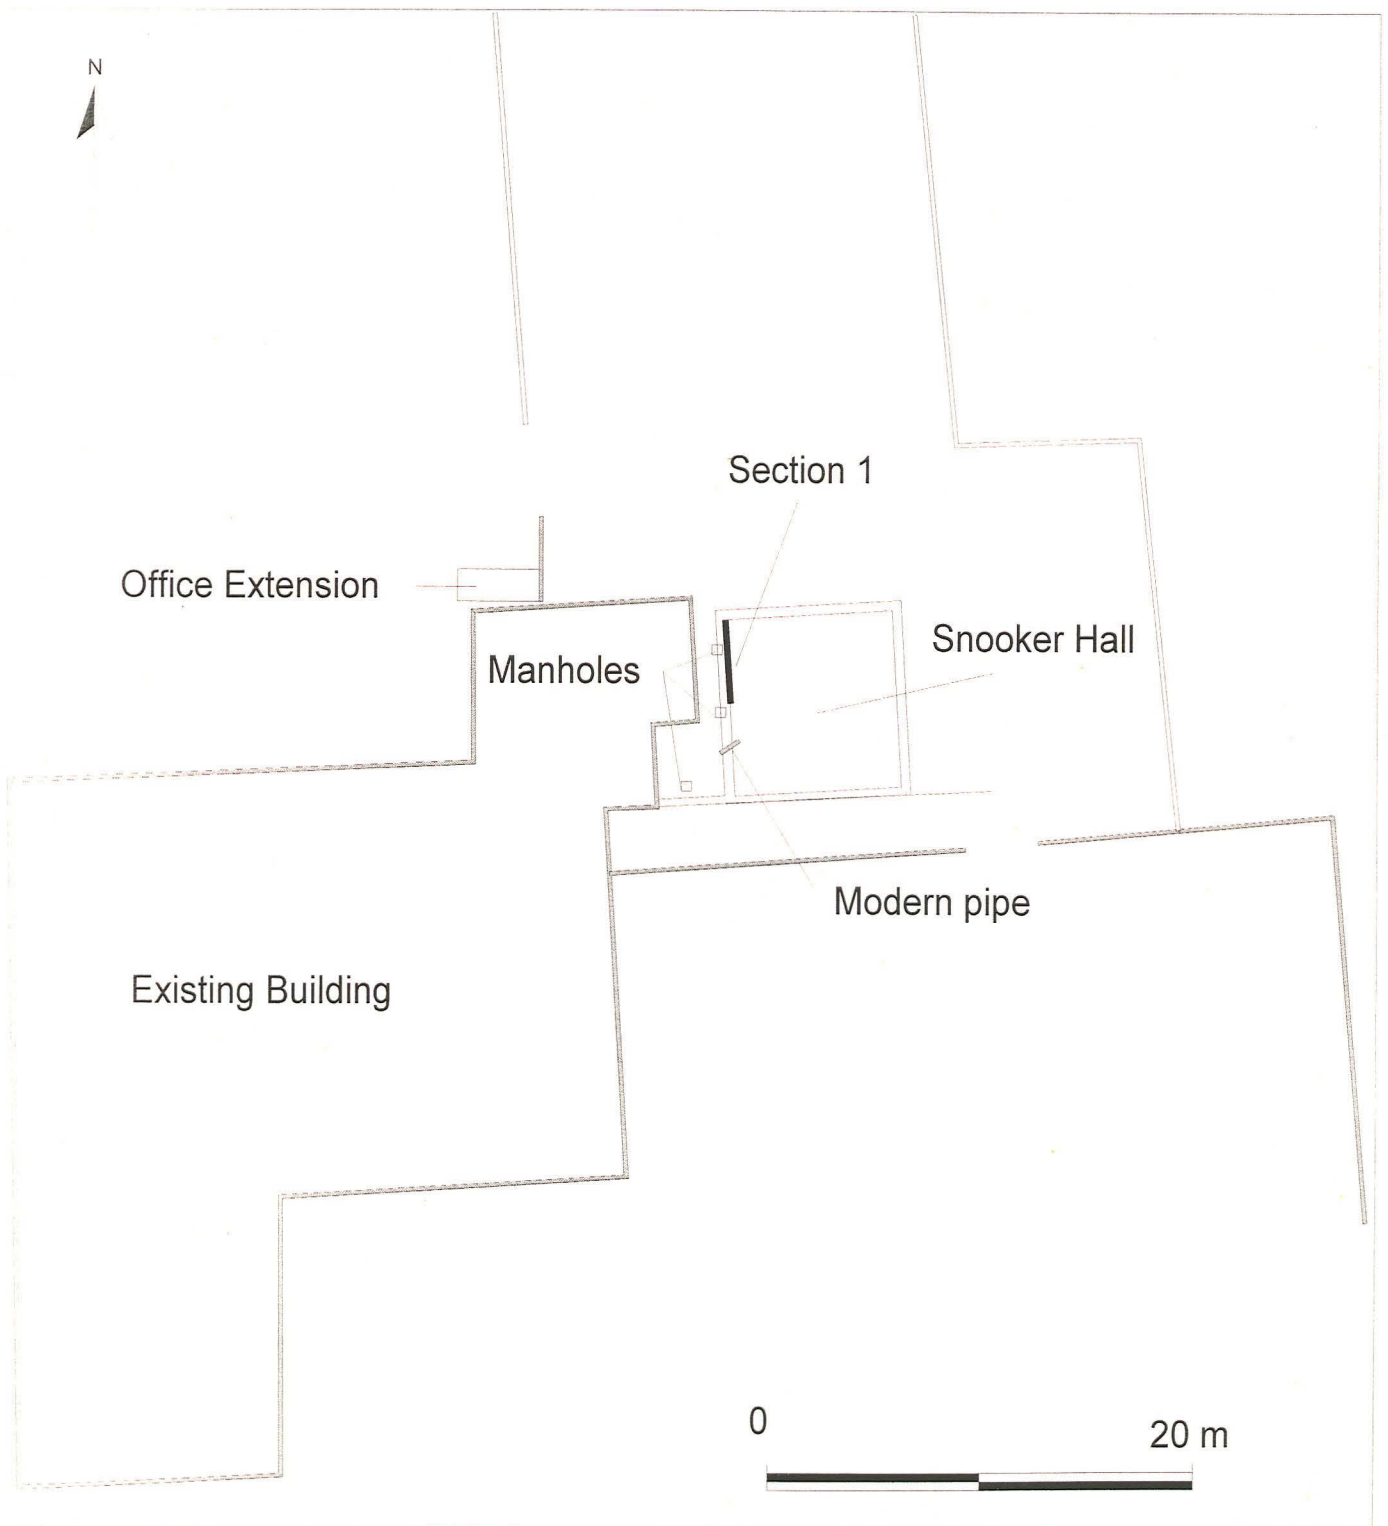 N
Section 1
Office Extension
Snooker Hall
Manholes
Modern pipe
Existing Building
0
20 m